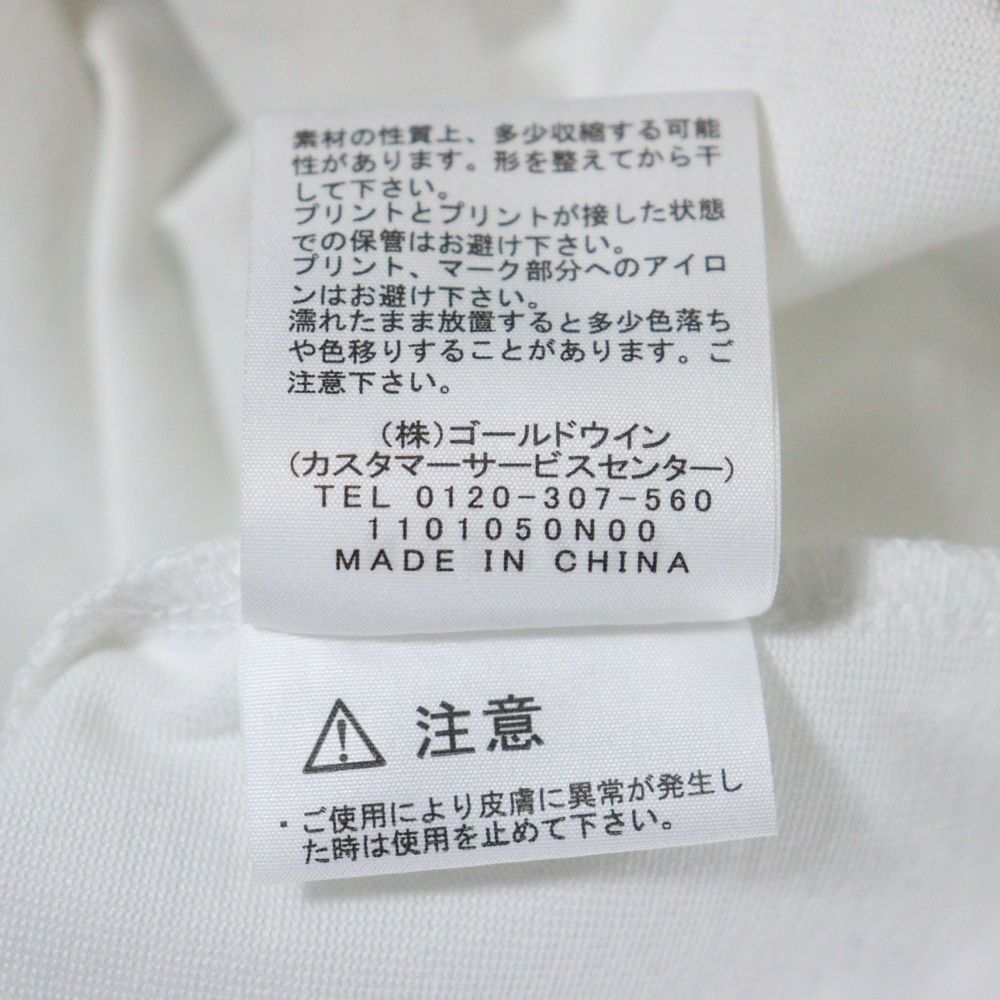 素材の性質上、多少収縮する可能
性があります。形を整えてから干
して下さい。
プリントとプリントが接した状態
での保管はお避け下さい。
プリント、マーク部分へのアイロ
ンはお避け下さい。
濡れたまま放置すると多少色落ち
や色移りすることがあります。ご
注意下さい。
(株)ゴールドウイン
(カスタマーサービスセンター)
TEL 0120-307-560
1101050N00
MADE IN CHINA
注意
・ご使用により皮膚に異常が発生し
た時は使用を止めて下さい。